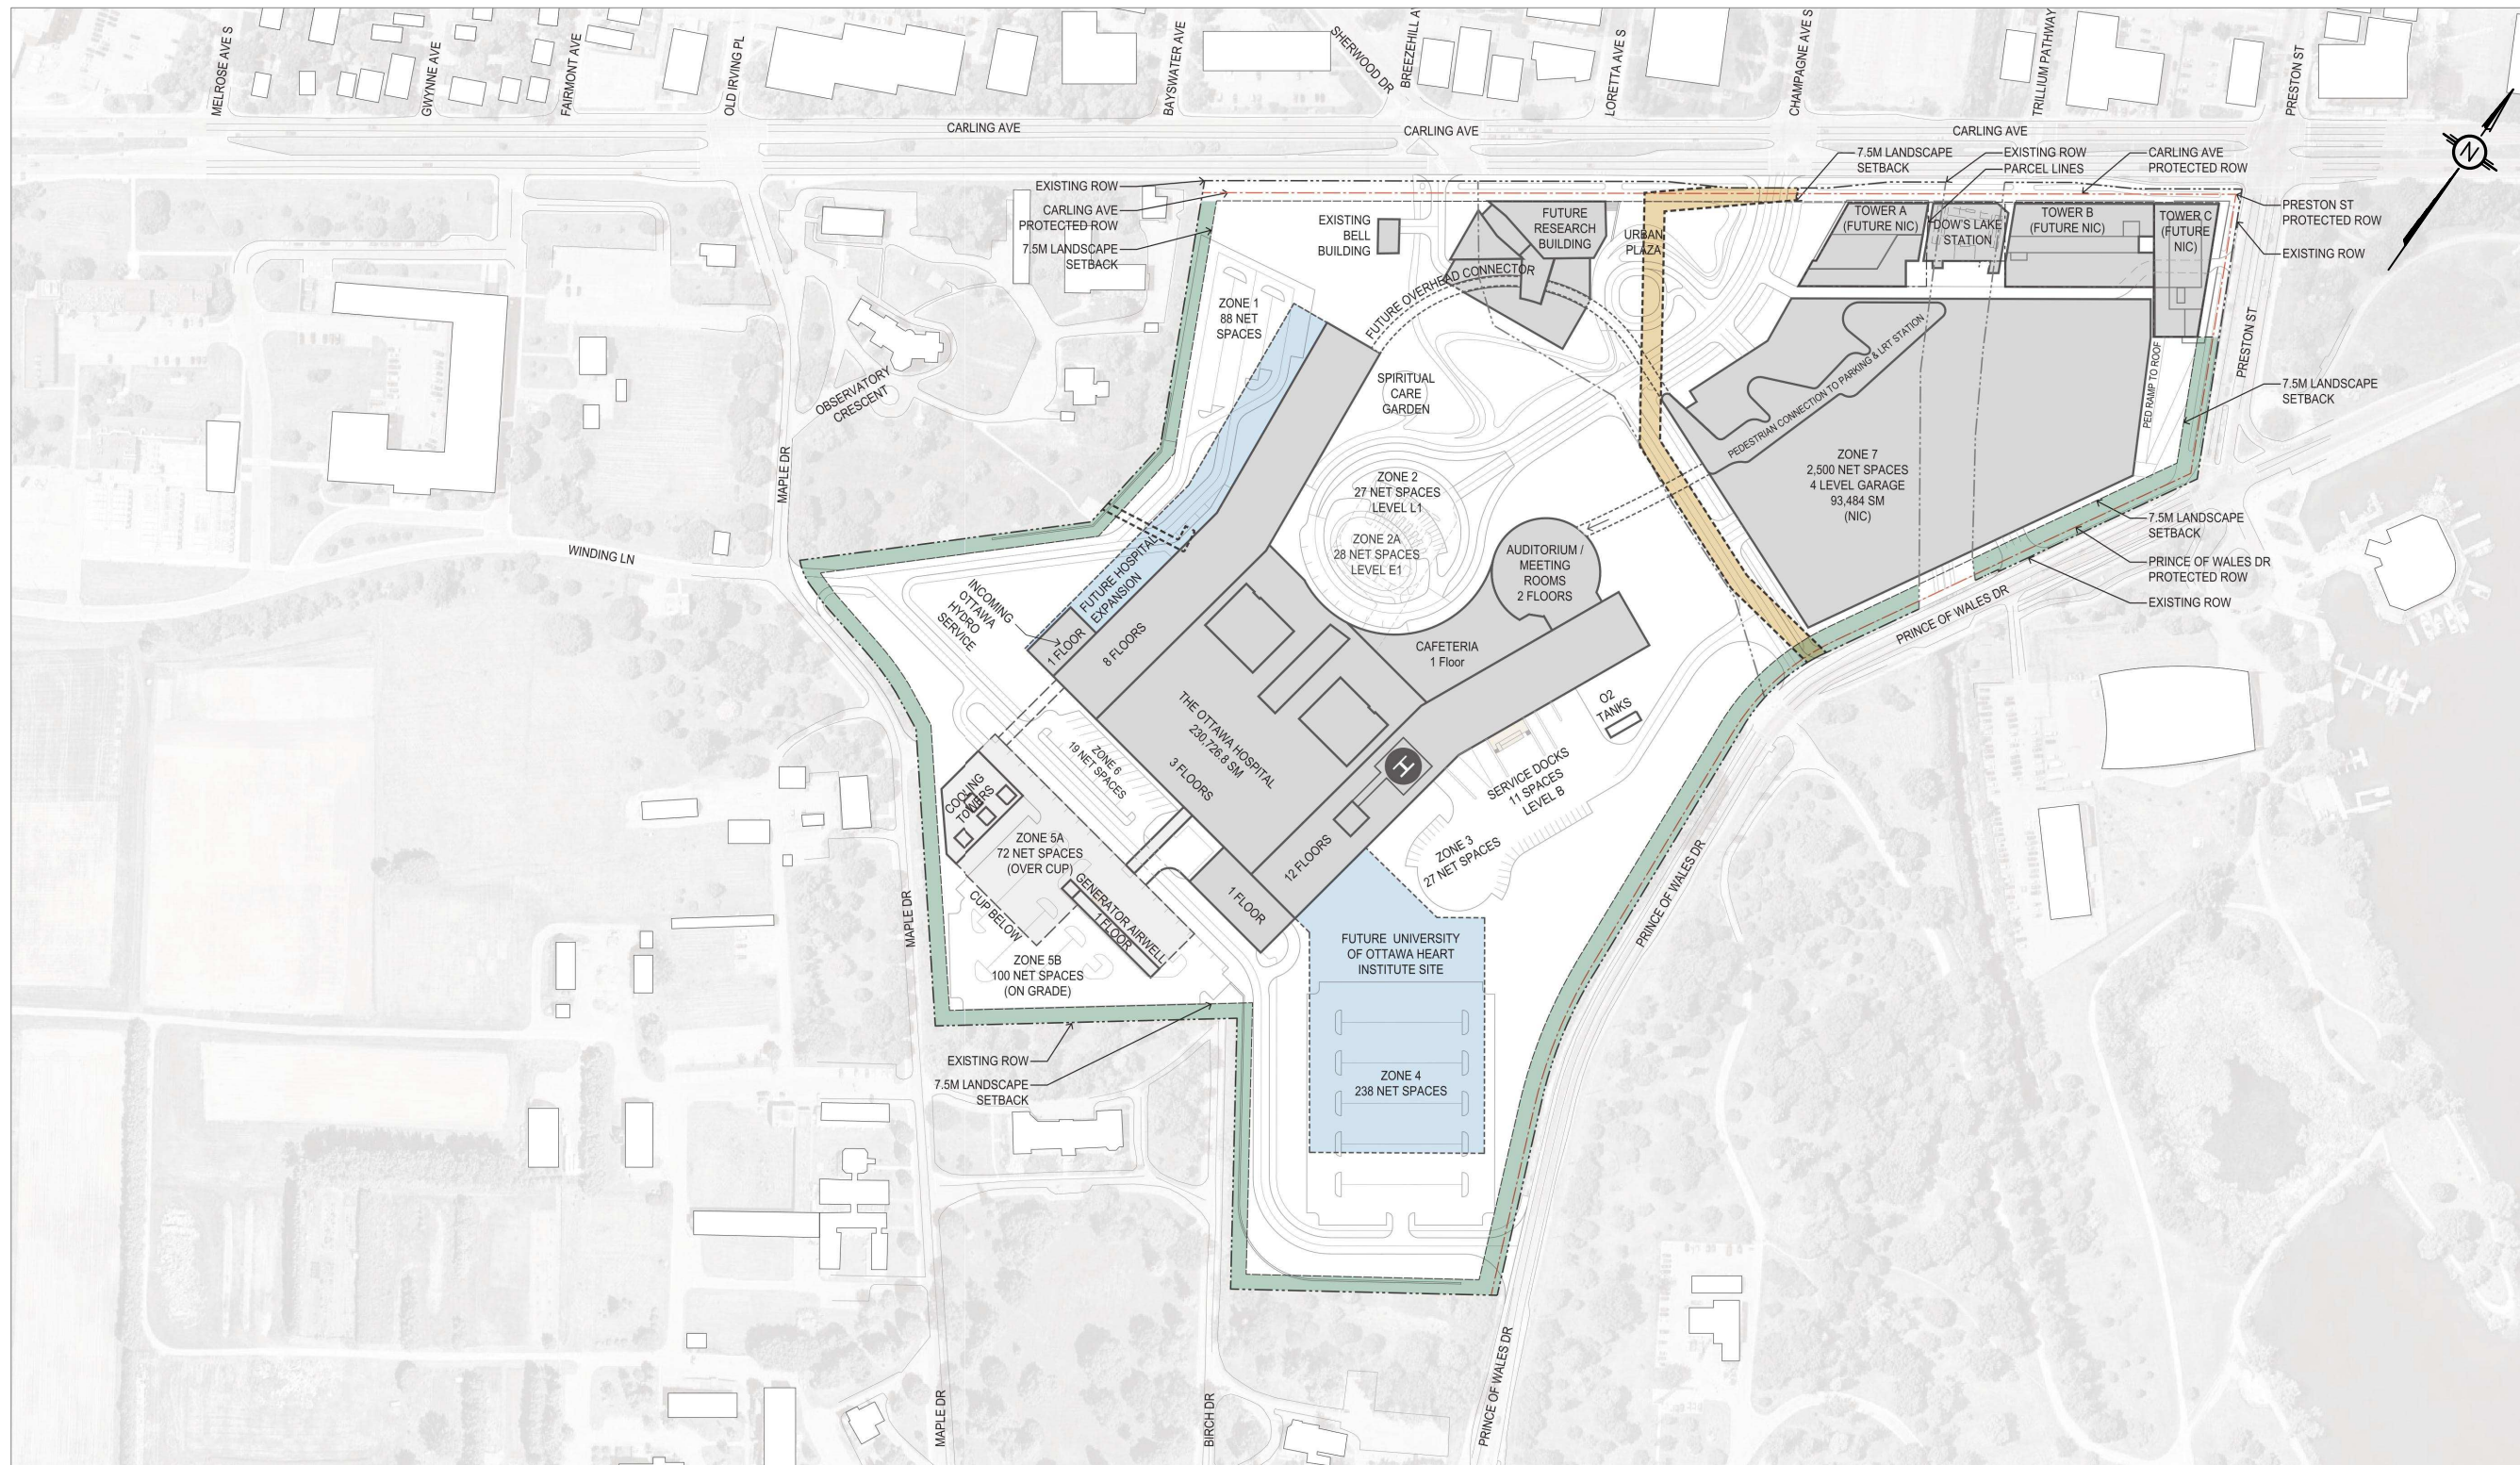 MELROSE AVE S
GWYNNE AVE
FAIRMONT AVE
OLD IRVING PL
BAYSWATER AVE
SHERWOOD DR
BREEZEHILL A
LORETTA AVE S
CHAMPAGNE AVE S
TRILLIUM PATHWAY
PRESTON ST
CARLING AVE
CARLING AVE
CARLING AVE
N
EXISTING ROW
CARLING AVE
PROTECTED ROW
7.5M LANDSCAPE
SETBACK
7.5M LANDSCAPE
SETBACK
EXISTING ROW
PARCEL LINES
CARLING AVE
PROTECTED ROW
PRESTON ST
PROTECTED ROW
EXISTING ROW
EXISTING
BELL
BUILDING
FUTURE
RESEARCH
BUILDING
URBAN
PLAZA
TOWER A
(FUTURE NIC)
DOW'S LAKE
STATION
TOWER B
(FUTURE NIC)
TOWER C
(FUTURE
NIC)
FUTURE OVERHEAD CONNECTOR
ZONE 1
88 NET
SPACES
SPIRITUAL
CARE
GARDEN
PEDESTRIAN CONNECTION TO PARKING & LRT STATION
PED RAMP TO ROOF
PRESTON ST
7.5M LANDSCAPE
SETBACK
OBSERVATORY
CRESCENT
MAPLE DR
WINDING LN
ZONE 2
27 NET SPACES
LEVEL L1
ZONE 2A
28 NET SPACES
LEVEL E1
ZONE 7
2,500 NET SPACES
4 LEVEL GARAGE
93,484 SM
(NIC)
7.5M LANDSCAPE
SETBACK
PRINCE OF WALES DR
PROTECTED ROW
EXISTING ROW
PRINCE OF WALES DR
AUDITORIUM /
MEETING
ROOMS
2 FLOORS
CAFETERIA
1 Floor
INCOMING
OTTAWA
HYDRO
SERVICE
FUTURE HOSPITAL
EXPANSION
1 FLOOR
8 FLOORS
THE OTTAWA HOSPITAL
230,726.8 SM
3 FLOORS
O2
TANKS
H
SERVICE DOCKS
11 SPACES
LEVEL B
ZONE 6
19 NET SPACES
COOLING
TOWERS
ZONE 5A
72 NET SPACES
(OVER CUP)
GENERATOR AIRWELL
1 FLOOR
CUP BELOW
ZONE 5B
100 NET SPACES
(ON GRADE)
12 FLOORS
1 FLOOR
ZONE 3
27 NET SPACES
MAPLE DR
PRINCE OF WALES DR
FUTURE UNIVERSITY
OF OTTAWA HEART
INSTITUTE SITE
EXISTING ROW
7.5M LANDSCAPE
SETBACK
ZONE 4
238 NET SPACES
MAPLE DR
BIRCH DR
PRINCE OF WALES DR